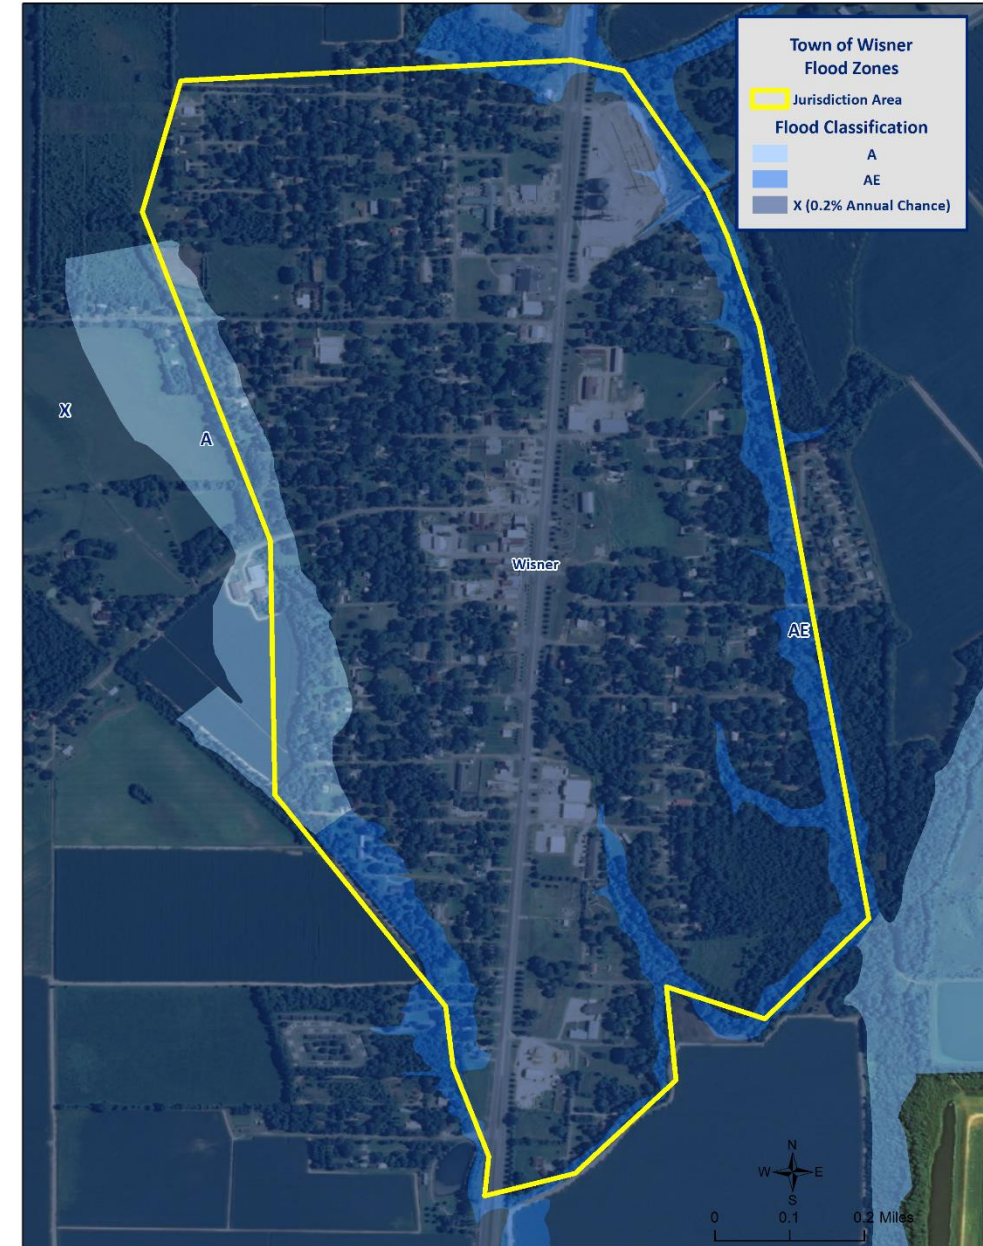 Town of Wisner
Flood Zones
Jurisdiction Area
Flood Classification
A
AE
X (0.2% Annual Chance)
X
A
Wisner
AE
N
W E
S
0 0.1 0.2 Miles